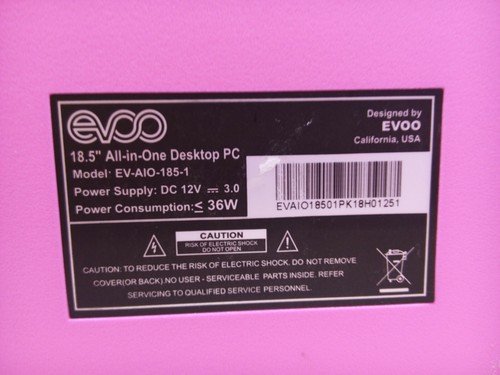 evoo
Designed by
EVOO
California, USA
18.5" All-in-One Desktop PC
Model: EV-AIO-185-1
Power Supply: DC 12V ⎓ 3.0
Power Consumption:≤ 36W
EVAIO18501PK18H01251
CAUTION
RISK OF ELECTRIC SHOCK
DO NOT OPEN
CAUTION: TO REDUCE THE RISK OF ELECTRIC SHOCK. DO NOT REMOVE
COVER(OR BACK).NO USER - SERVICEABLE PARTS INSIDE. REFER
SERVICING TO QUALIFIED SERVICE PERSONNEL.